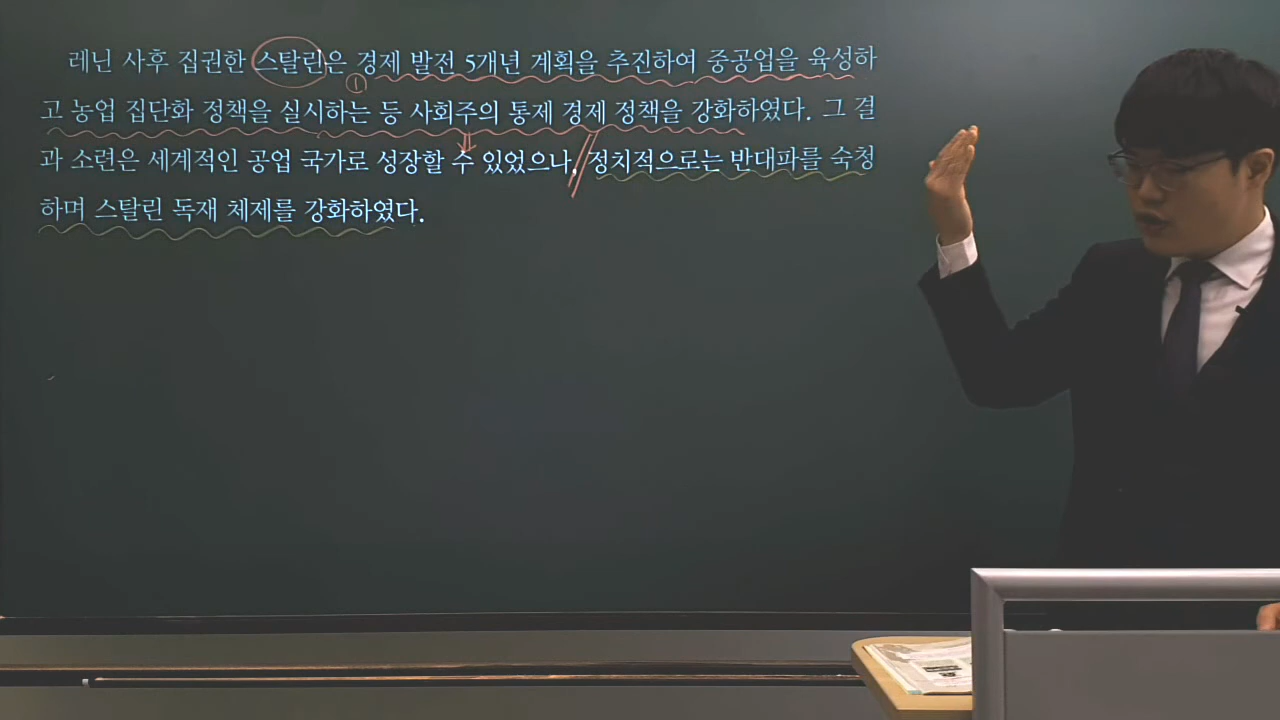 레닌 사후 집권한 스탈린은 경제 발전 5개년 계획을 추진하여 중공업을 육성하
①
고 농업 집단화 정책을 실시하는 등 사회주의 통제 경제 정책을 강화하였다. 그 결
과 소련은 세계적인 공업 국가로 성장할 수 있었으나, 정치적으로는 반대파를 숙청
하며 스탈린 독재 체제를 강화하였다.